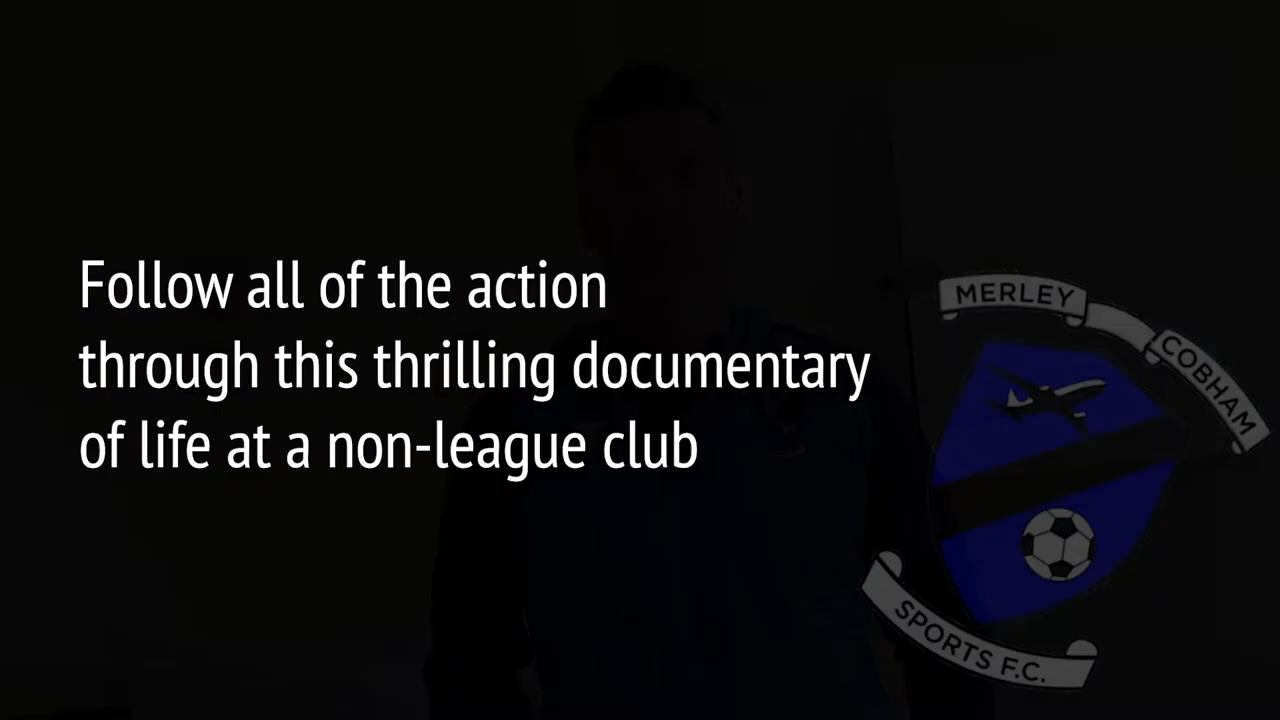 Follow all of the action
through this thrilling documentary
of life at a non-league club
MERLEY
COBHAM
SPORTS F.C.